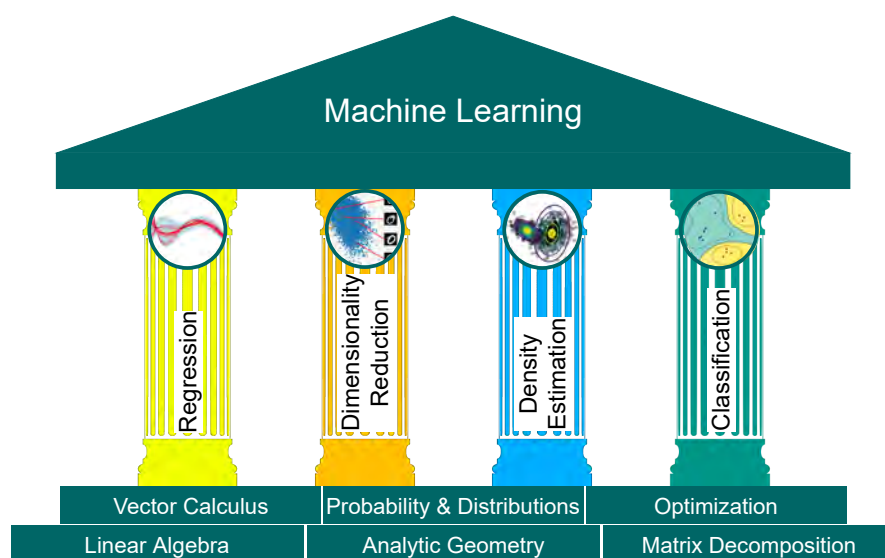 Machine Learning
Regression
Dimensionality
Reduction
Density
Estimation
Classification
Vector Calculus
Probability & Distributions
Optimization
Linear Algebra
Analytic Geometry
Matrix Decomposition